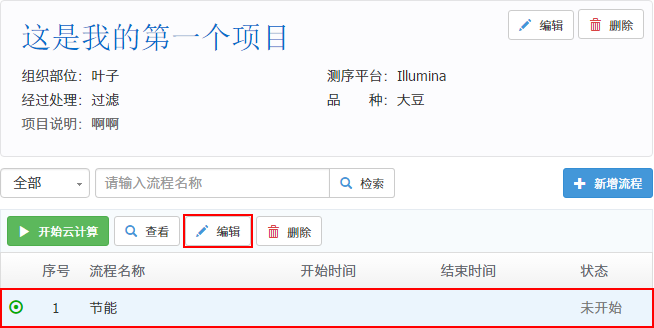 这是我的第一个项目 编辑 删除
组织部位：叶子 测序平台：Illumina
经过处理：过滤 品 种：大豆
项目说明：啊啊
全部 请输入流程名称 检索 新增流程
开始云计算 查看 编辑 删除
序号 流程名称 开始时间 结束时间 状态
1 节能 未开始